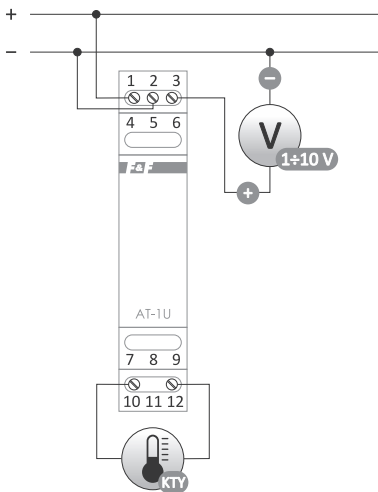 +
−
1 2 3
−
4 5 6
V
1÷10 V
F&F
+
AT-1U
7 8 9
10 11 12
KTY